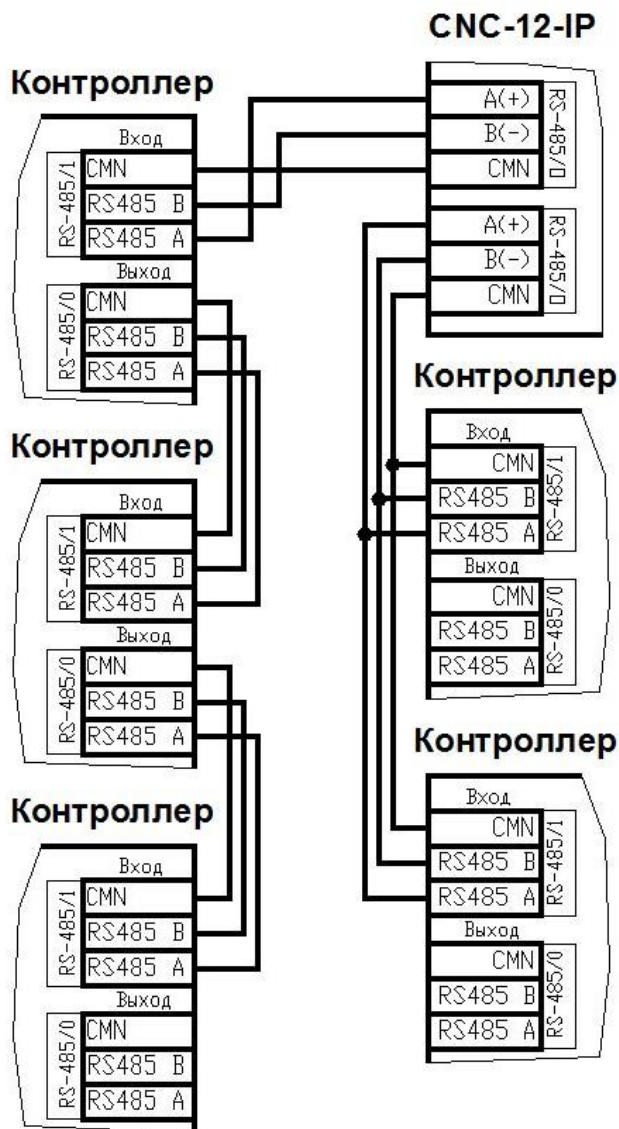 CNC-12-IP
A(+)
B(-)
CMN
RS-485/0
A(+)
B(-)
CMN
RS-485/0
Контроллер
Вход
CMN
RS485 B
RS485 A
RS-485/1
Выход
CMN
RS485 B
RS485 A
RS-485/0
Контроллер
Вход
CMN
RS485 B
RS485 A
RS-485/1
Выход
CMN
RS485 B
RS485 A
RS-485/0
Контроллер
Вход
CMN
RS485 B
RS485 A
RS-485/1
Выход
CMN
RS485 B
RS485 A
RS-485/0
Контроллер
Вход
CMN
RS485 B
RS485 A
RS-485/1
Выход
CMN
RS485 B
RS485 A
RS-485/0
Контроллер
Вход
CMN
RS485 B
RS485 A
RS-485/1
Выход
CMN
RS485 B
RS485 A
RS-485/0